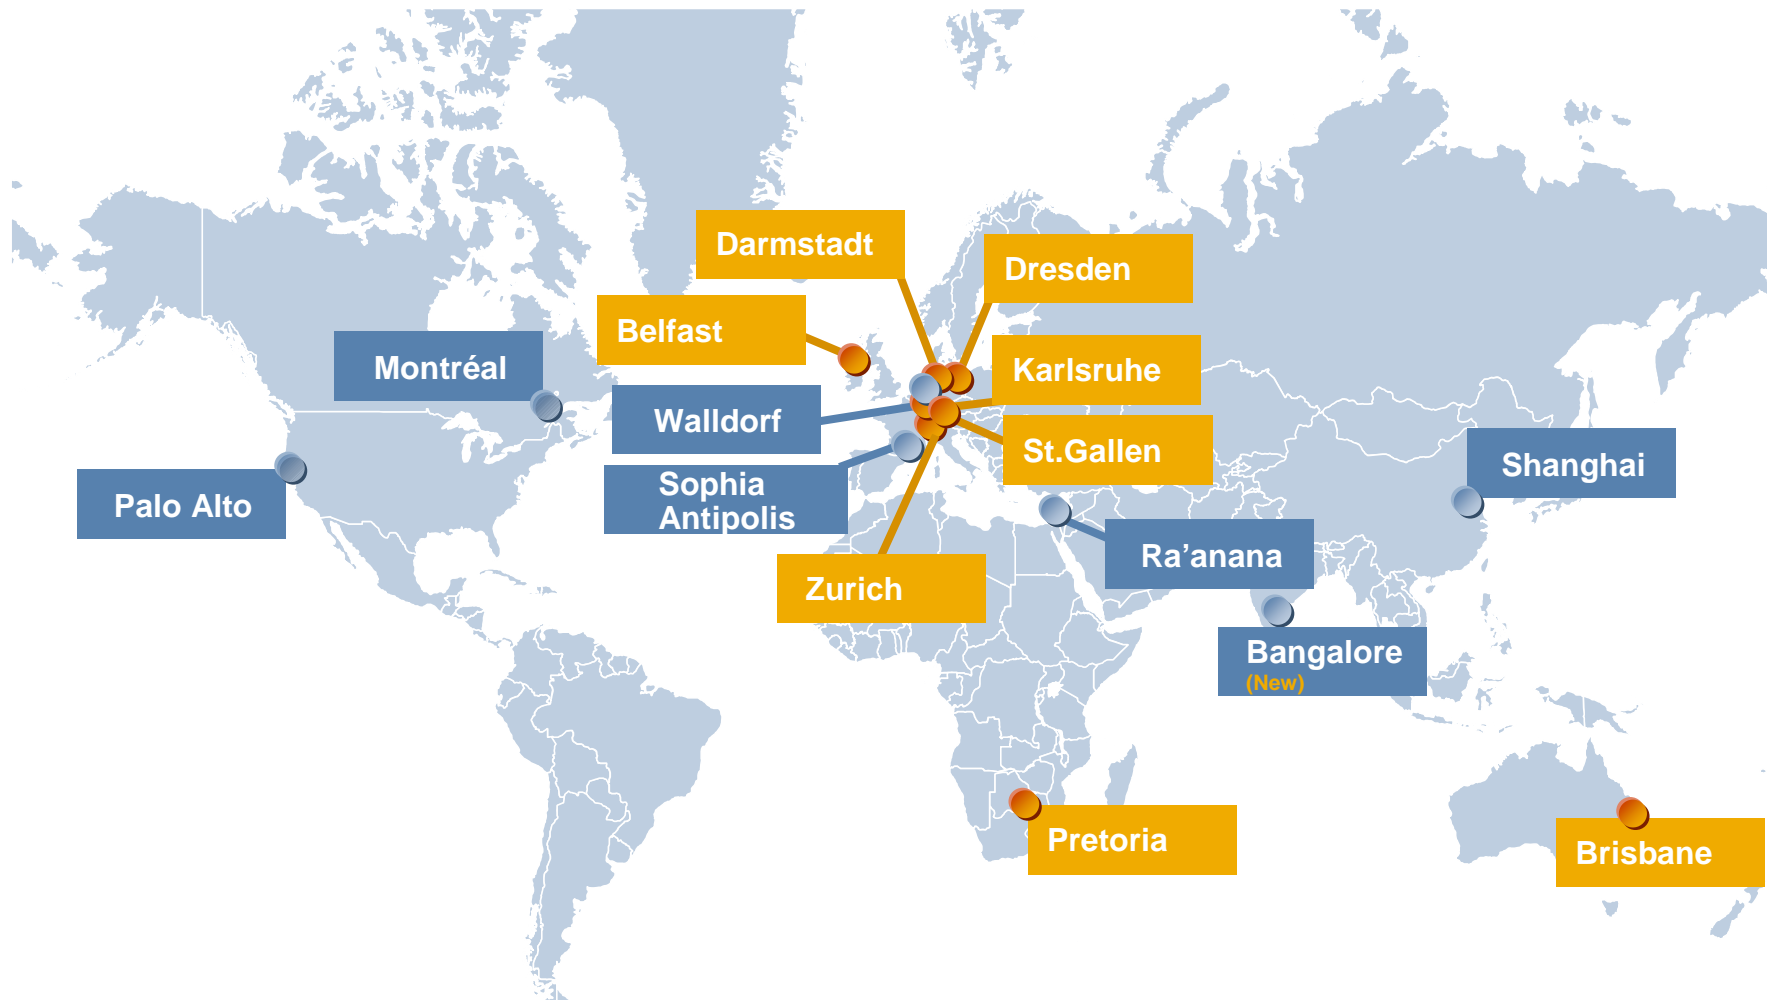 Darmstadt
Dresden
Belfast
Montréal
Karlsruhe
Walldorf
St.Gallen
Shanghai
Palo Alto
Sophia
Antipolis
Ra’anana
Zurich
Bangalore
(New)
Pretoria
Brisbane